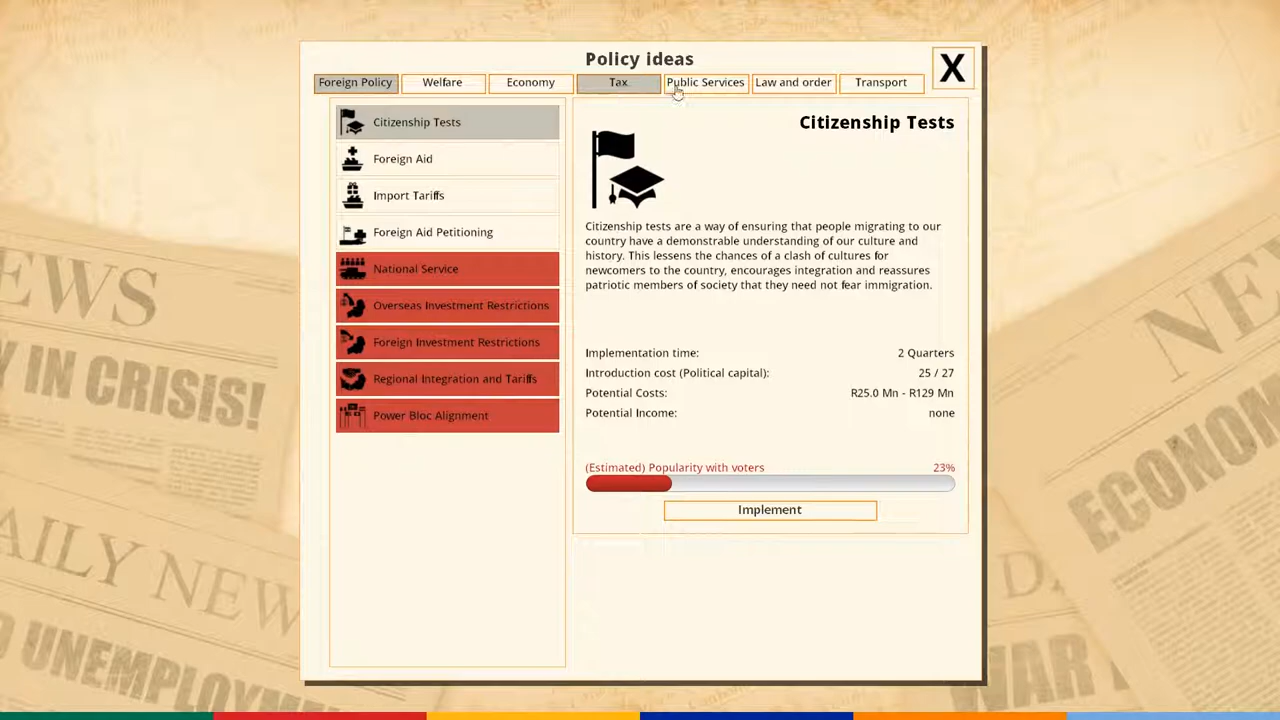 Policy ideas
X
Foreign Policy
Welfare
Economy
Tax
Public Services
Law and order
Transport
Citizenship Tests
Foreign Aid
Import Tariffs
Foreign Aid Petitioning
National Service
Overseas Investment Restrictions
Foreign Investment Restrictions
Regional Integration and Tariffs
Power Bloc Alignment
Citizenship Tests
Citizenship tests are a way of ensuring that people migrating to our
country have a demonstrable understanding of our culture and
history. This lessens the chances of a clash of cultures for
newcomers to the country, encourages integration and reassures
patriotic members of society that they need not fear immigration.
Implementation time: 2 Quarters
Introduction cost (Political capital): 25 / 27
Potential Costs: R25.0 Mn - R129 Mn
Potential Income: none
(Estimated) Popularity with voters 23%
Implement
EWS
Y IN CRISIS!
AILY NEW
UNEMPLOYM
NE
ECONOM
WAR